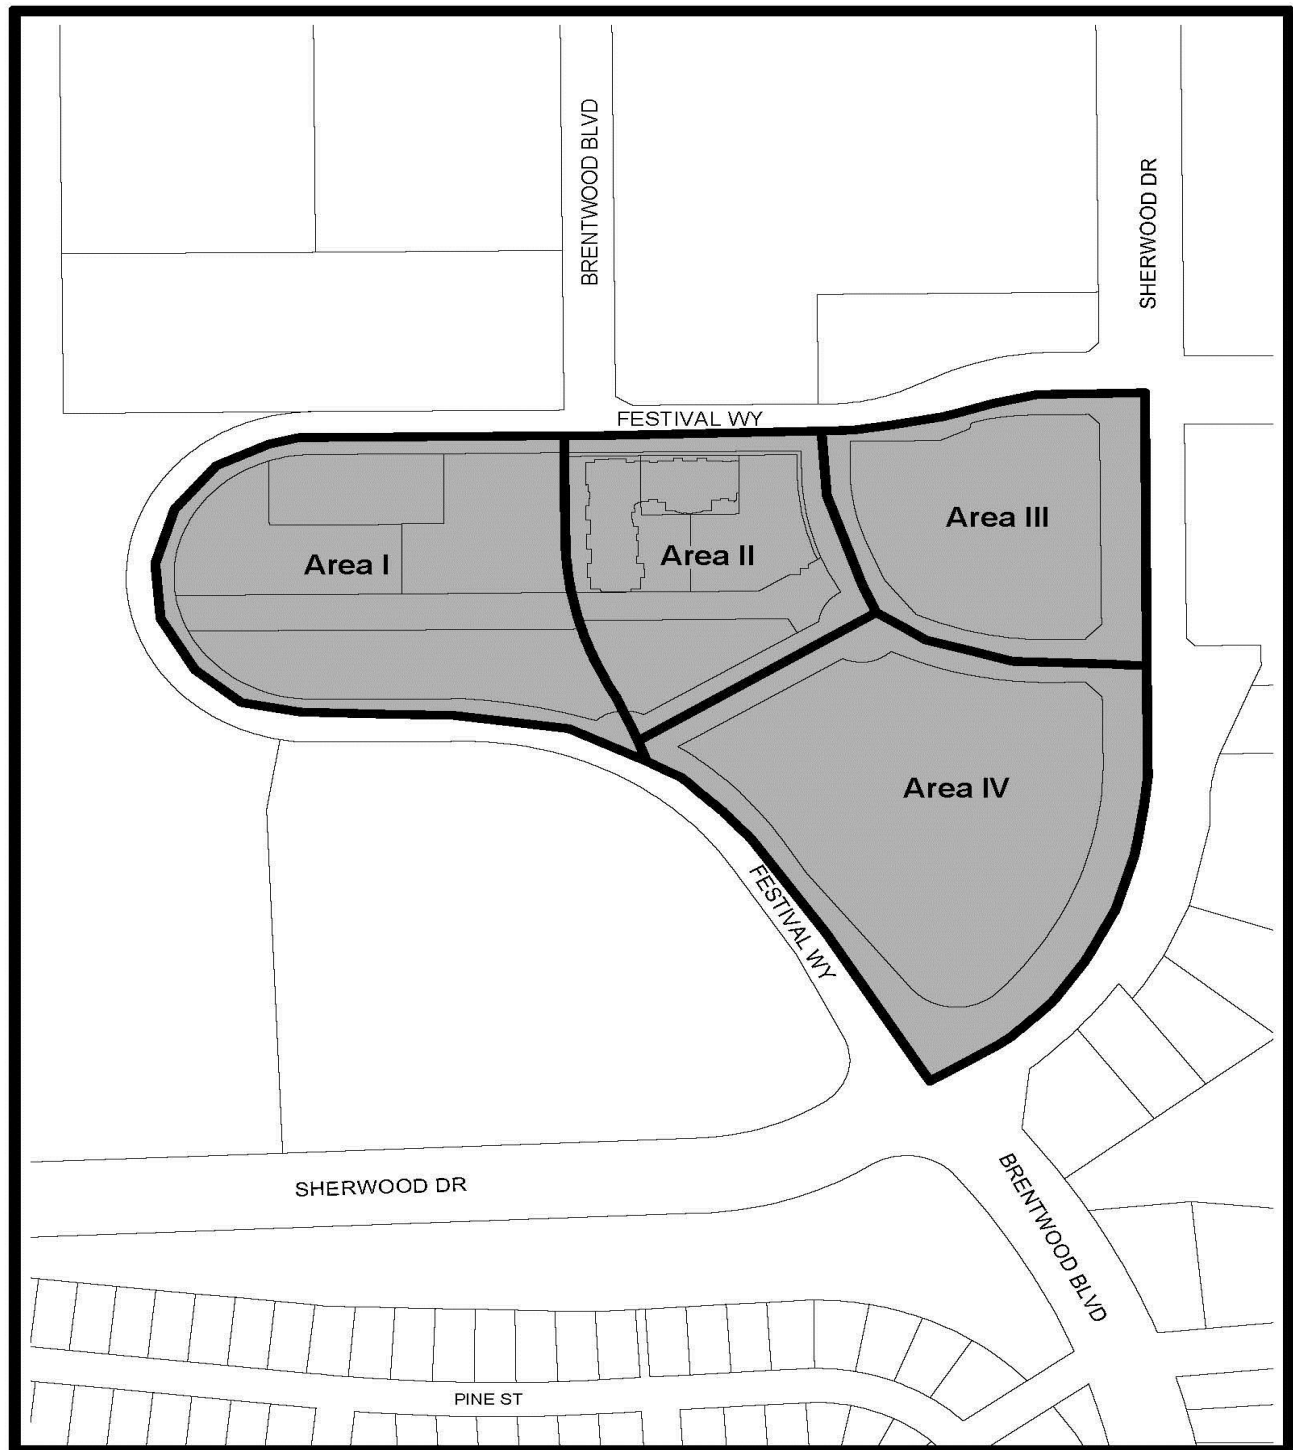 BRENTWOOD BLVD
SHERWOOD DR
FESTIVAL WY
Area III
Area II
Area I
Area IV
FESTIVAL WY
SHERWOOD DR
BRENTWOOD BLVD
PINE ST